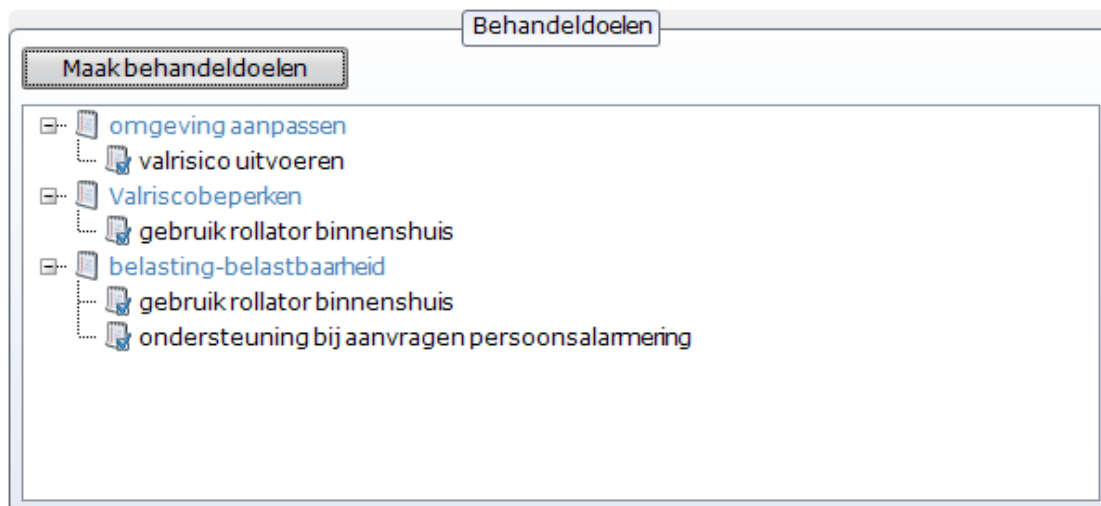 Behandeldoelen
Maak behandeldoelen
omgeving aanpassen
valrisico uitvoeren
Valriscobeperken
gebruik rollator binnenshuis
belasting-belastbaarheid
gebruik rollator binnenshuis
ondersteuning bij aanvragen persoonsalarmering